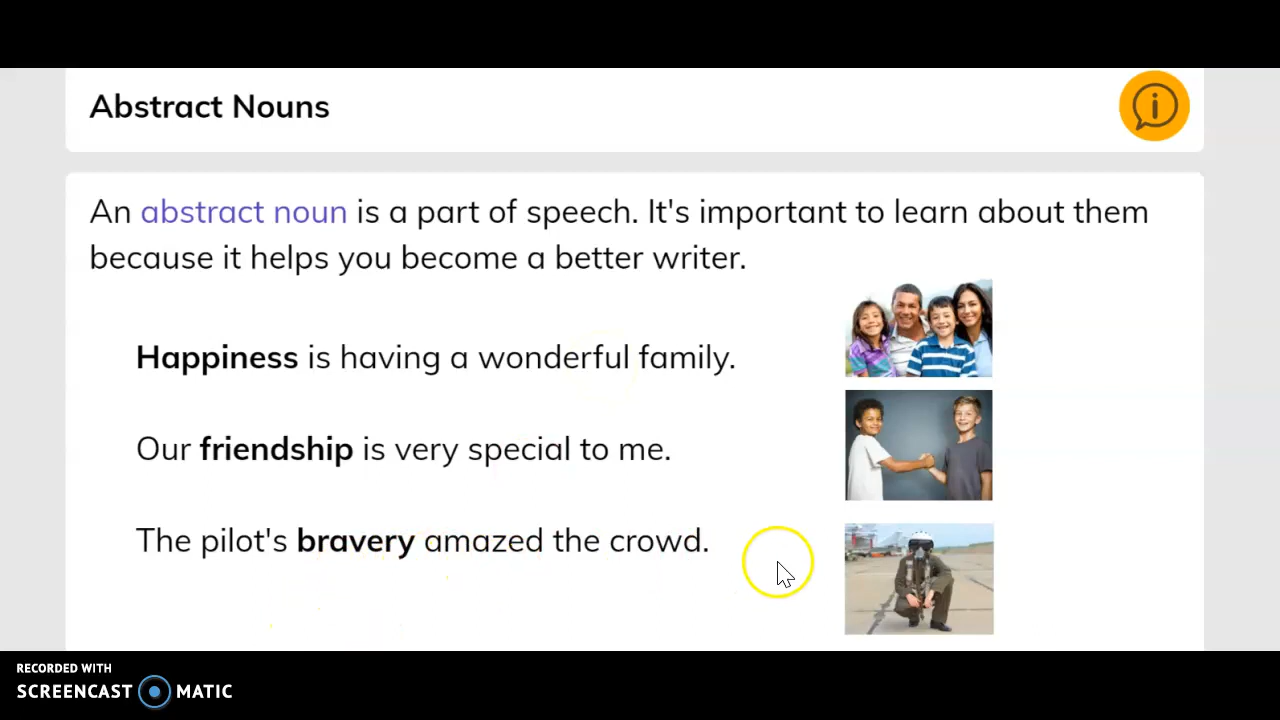 Abstract Nouns
An abstract noun is a part of speech. It's important to learn about them
because it helps you become a better writer.
Happiness is having a wonderful family.
Our friendship is very special to me.
The pilot's bravery amazed the crowd.
RECORDED WITH
SCREENCAST MATIC